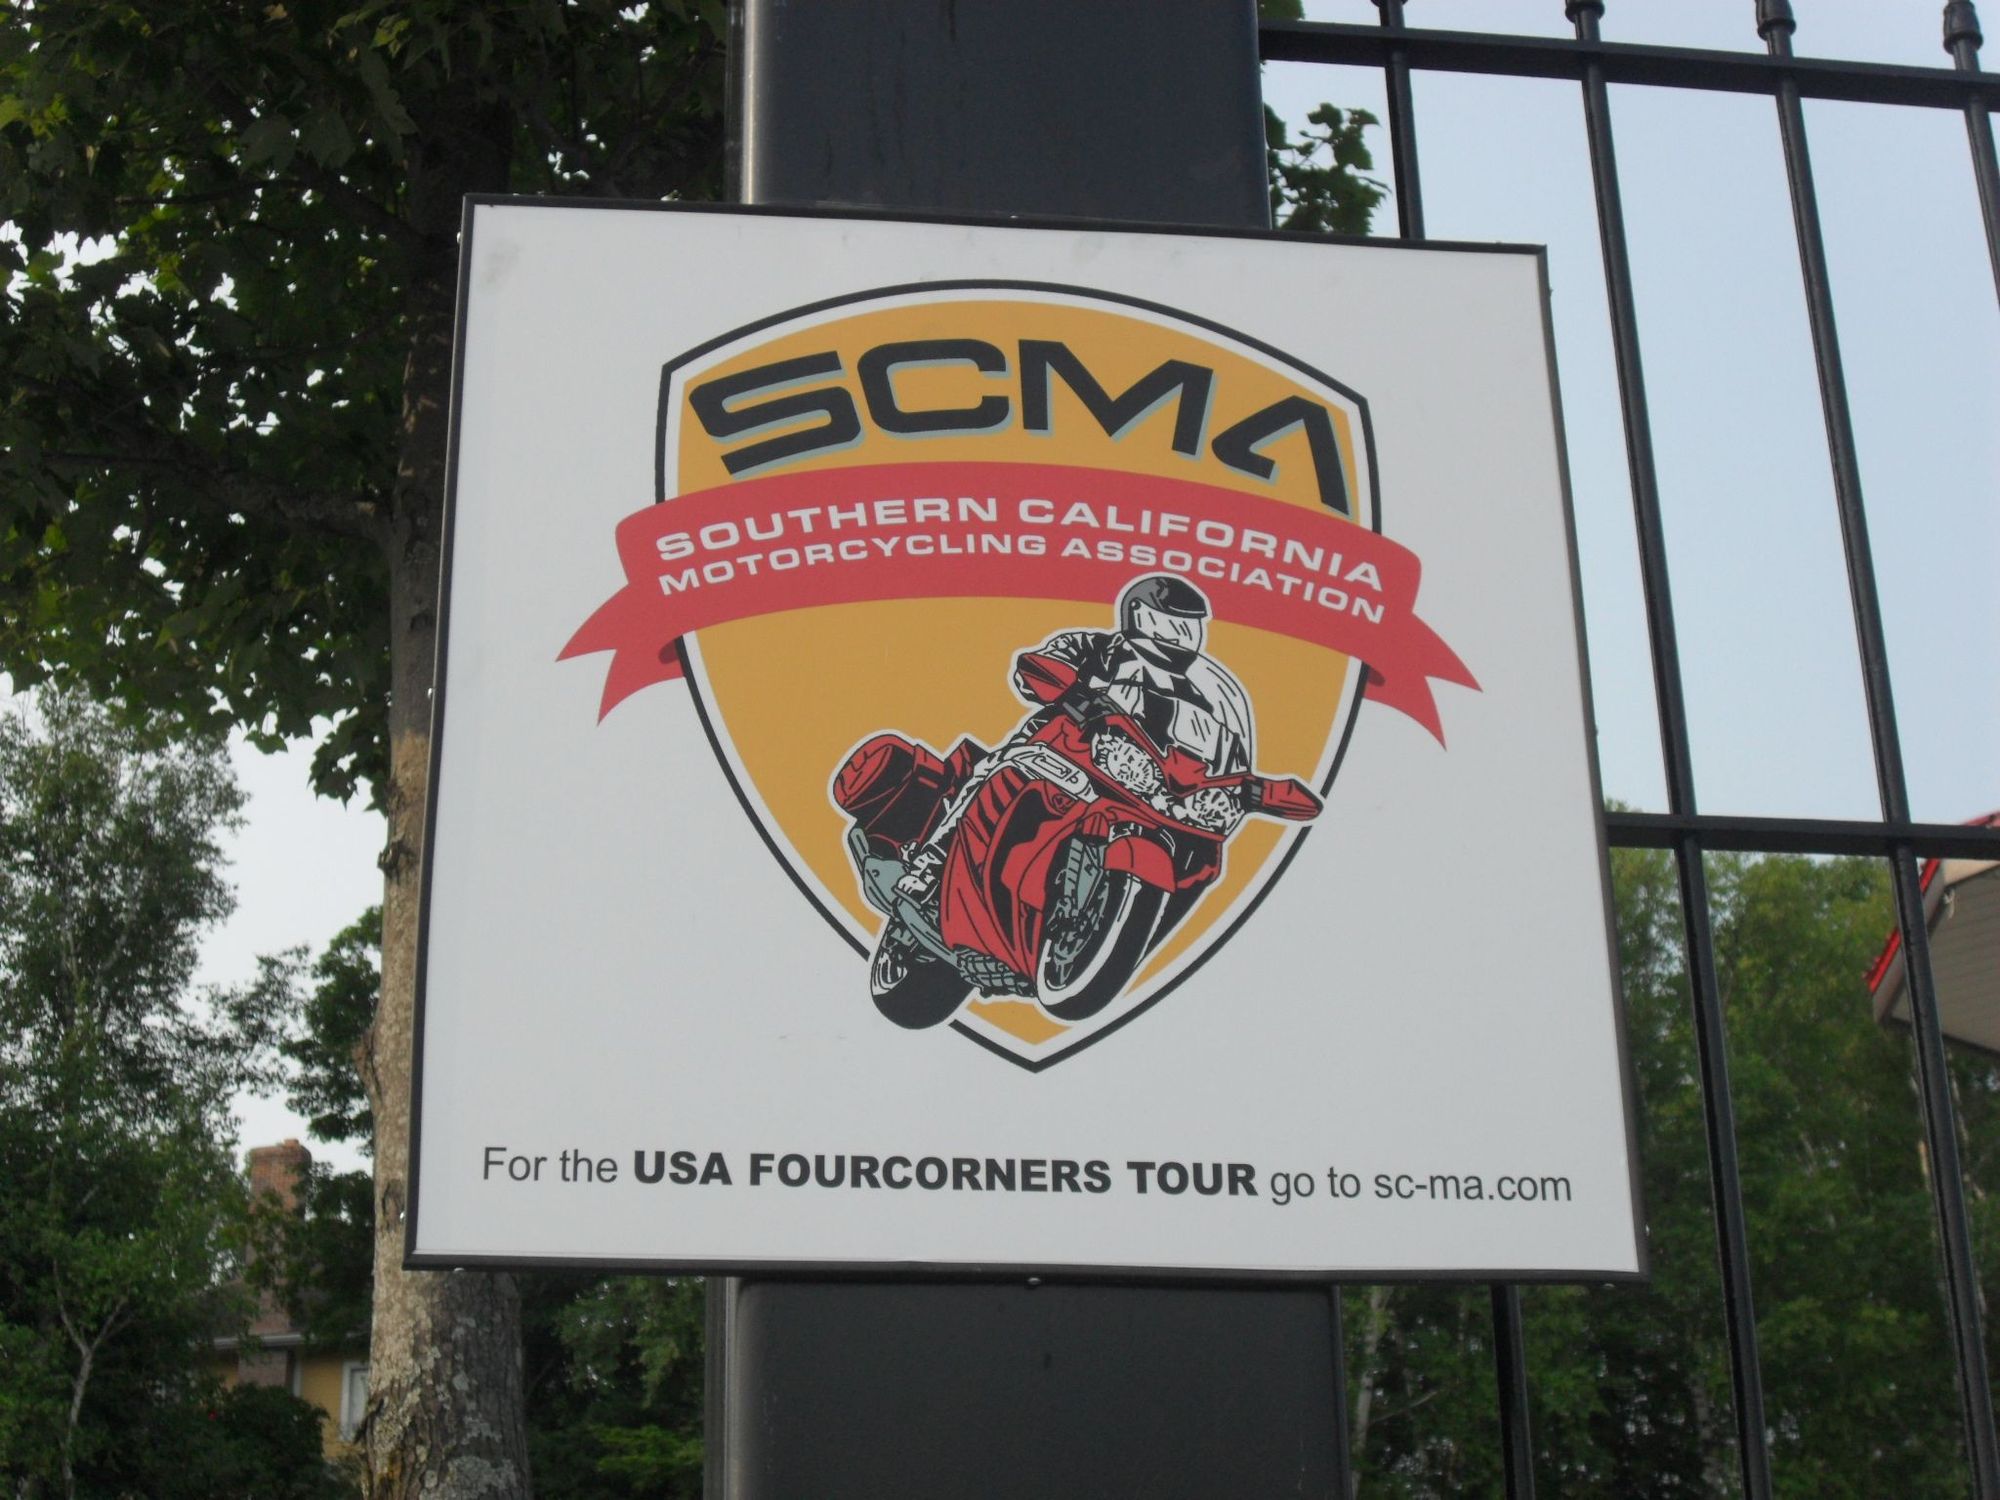 SCMA
SOUTHERN CALIFORNIA
MOTORCYCLING ASSOCIATION
For the USA FOURCORNERS TOUR go to sc-ma.com